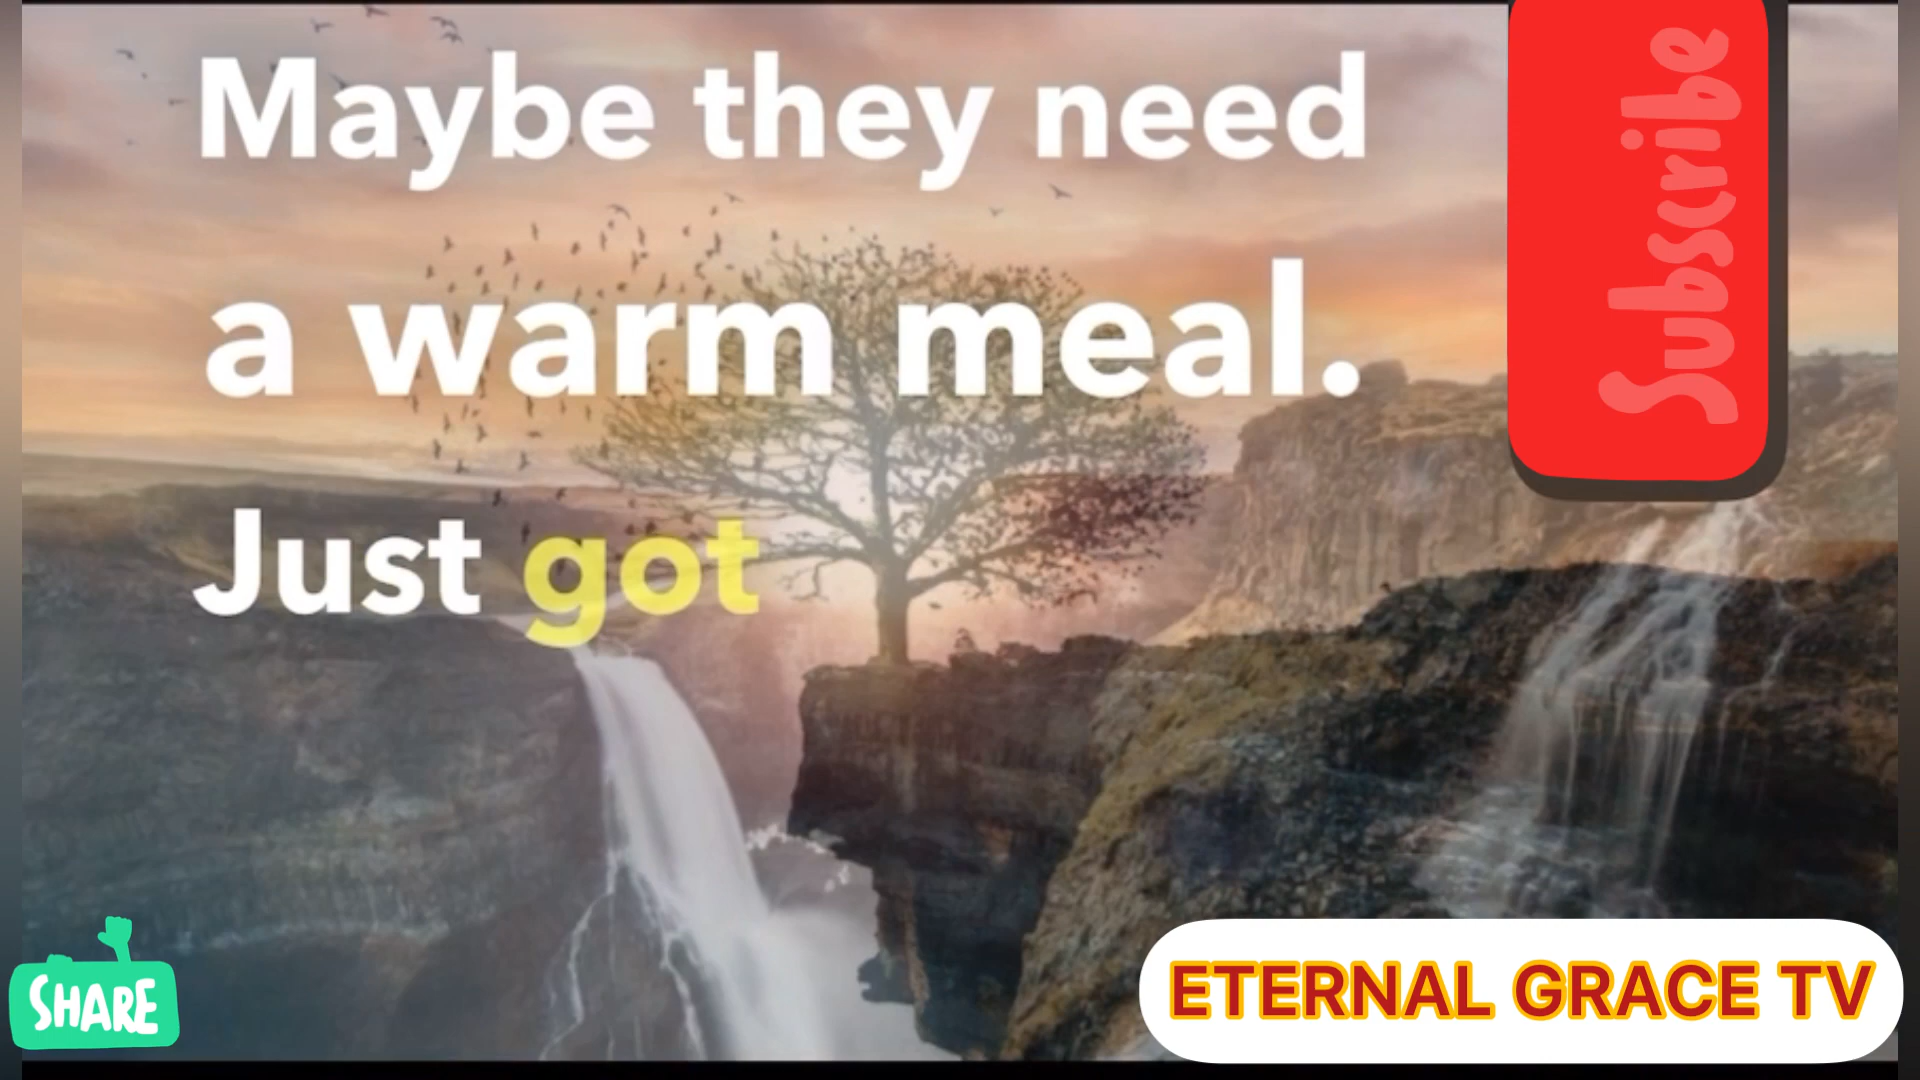 Maybe they need
a warm meal.
Just got
Subscribe
SHARE
ETERNAL GRACE TV